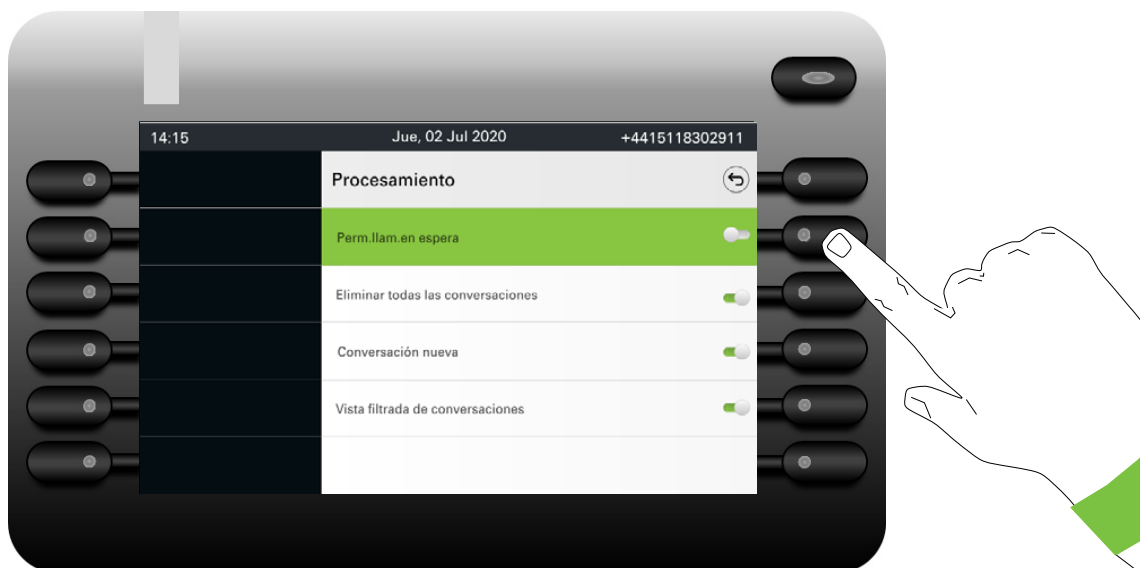 14:15 Jue, 02 Jul 2020 +4415118302911
Procesamiento
Perm.llam.en espera
Eliminar todas las conversaciones
Conversación nueva
Vista filtrada de conversaciones